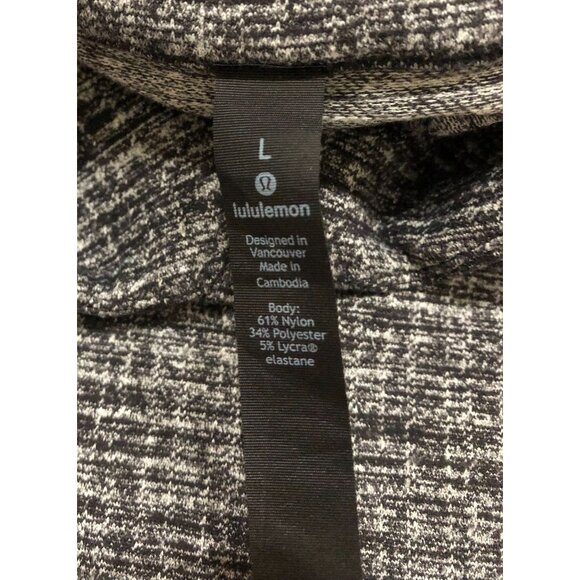 L
lululemon
Designed in
Vancouver
Made in
Cambodia
Body:
61% Nylon
34% Polyester
5% Lycra®
elastane